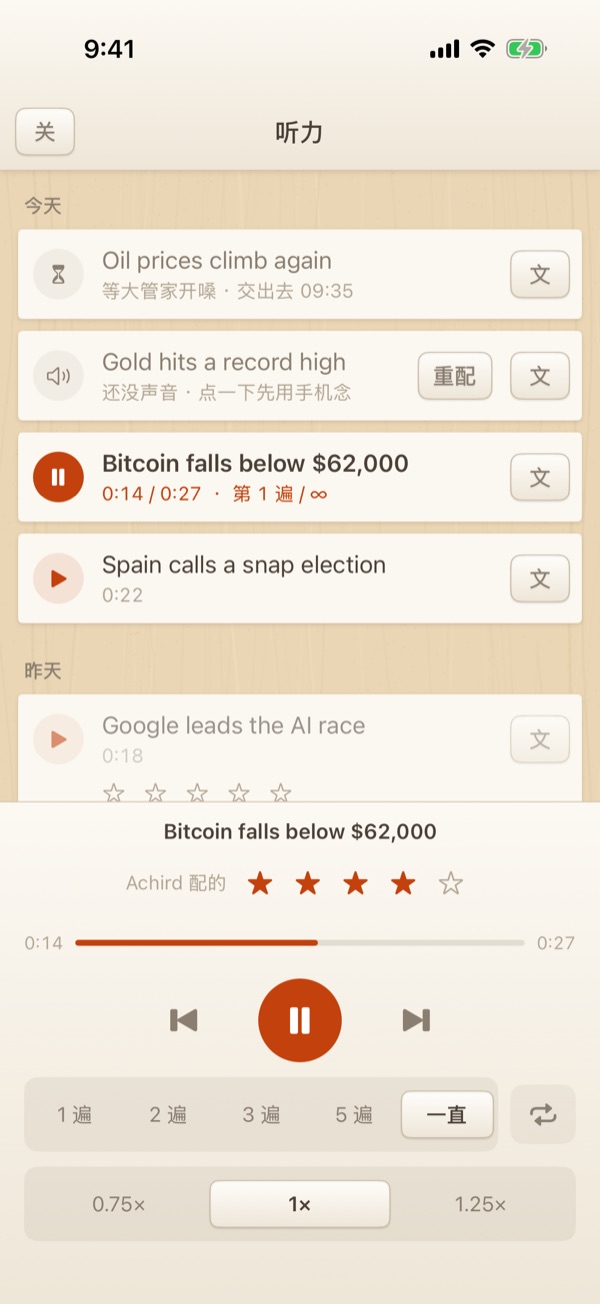 9:41
关
听力
今天
Oil prices climb again
等大管家开嗓 · 交出去 09:35
文
Gold hits a record high
还没声音 · 点一下先用手机念
重配
文
Bitcoin falls below $62,000
0:14 / 0:27 · 第 1 遍 / ∞
文
Spain calls a snap election
0:22
文
昨天
Google leads the AI race
0:18
文
Bitcoin falls below $62,000
Achird 配的
0:14
0:27
1 遍 2 遍 3 遍 5 遍 一直
0.75× 1× 1.25×